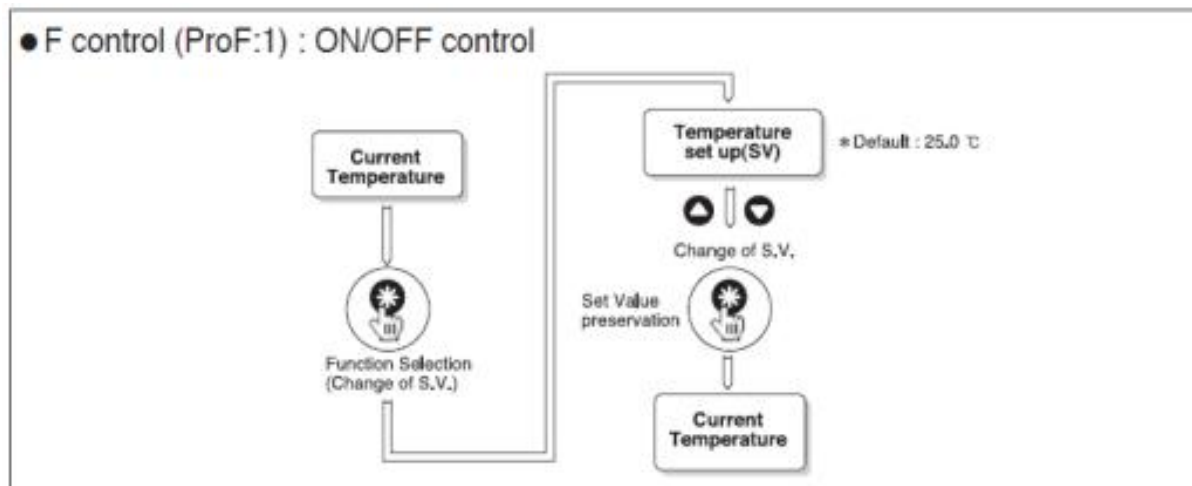 ● F control (ProF:1) : ON/OFF control
Current
Temperature
Function Selection
(Change of S.V.)
Temperature
set up(SV)
* Default : 25.0 ℃
Change of S.V.
Set Value
preservation
Current
Temperature